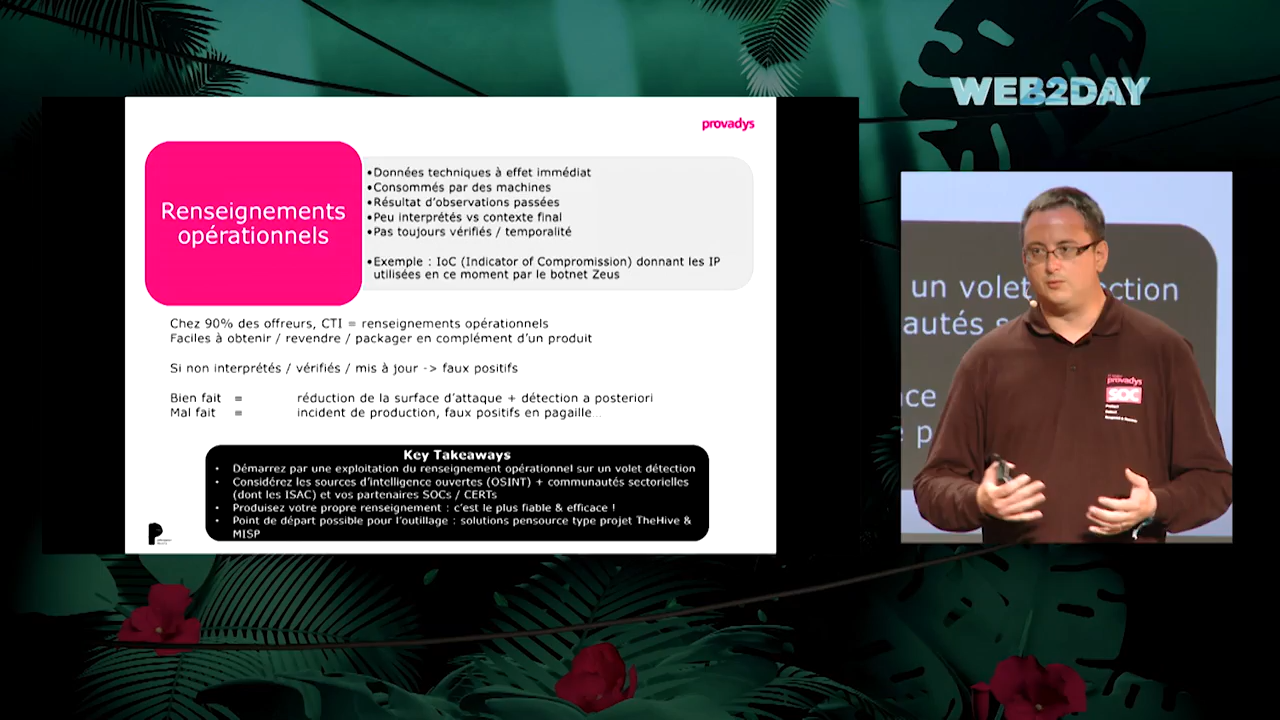 WEB2DAY
provadys
Renseignements
opérationnels
•Données techniques à effet immédiat
•Consommés par des machines
•Résultat d'observations passées
•Peu interprétés vs contexte final
•Pas toujours vérifiés / temporalité
•Exemple : IoC (Indicator of Compromission) donnant les IP
utilisées en ce moment par le botnet Zeus
Chez 90% des offreurs, CTI = renseignements opérationnels
Faciles à obtenir / revendre / packager en complément d'un produit
Si non interprétés / vérifiés / mis à jour -> faux positifs
Bien fait = réduction de la surface d'attaque + détection a posteriori
Mal fait = incident de production, faux positifs en pagaille...
Key Takeaways
• Démarrez par une exploitation du renseignement opérationnel sur un volet détection
• Considérez les sources d'intelligence ouvertes (OSINT) + communautés sectorielles
(dont les ISAC) et vos partenaires SOCs / CERTs
• Produisez votre propre renseignement : c'est le plus fiable & efficace !
• Point de départ possible pour l'outillage : solutions pensource type projet TheHive &
MISP
un volet ction
autés s
ce
p
provadys
SOC